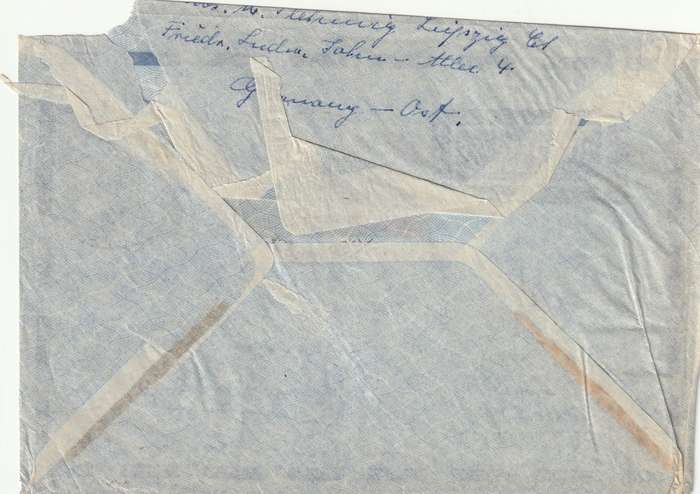 Leipzig C1
Friedr. Ludw. Jahn - Allee 4
Germany - Ost.